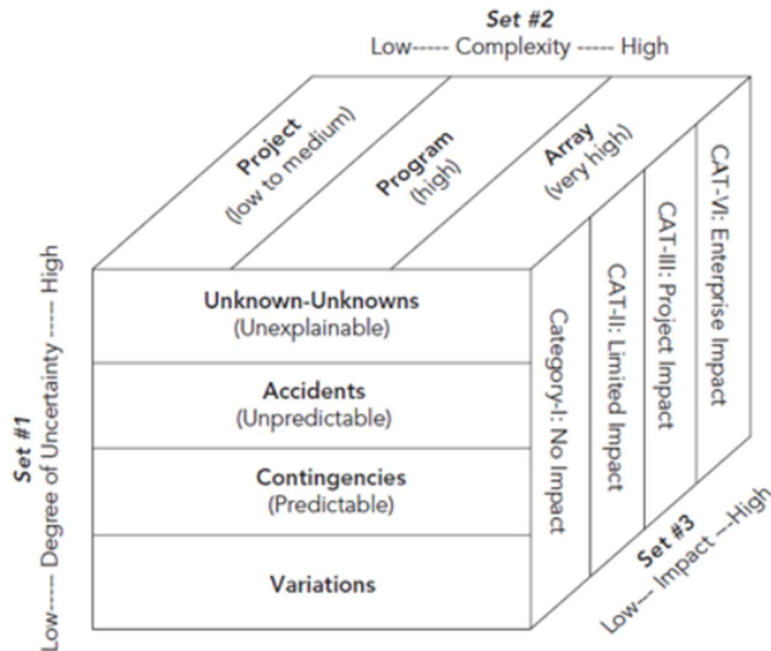 Set #2
Low----- Complexity ----- High
Project
(low to medium)
Program
(high)
Array
(very high)
Set #1
Low----- Degree of Uncertainty ----- High
Unknown-Unknowns
(Unexplainable)
Accidents
(Unpredictable)
Contingencies
(Predictable)
Variations
Category-I: No Impact
CAT-II: Limited Impact
CAT-III: Project Impact
CAT-VI: Enterprise Impact
Set #3
Low---- Impact ---High